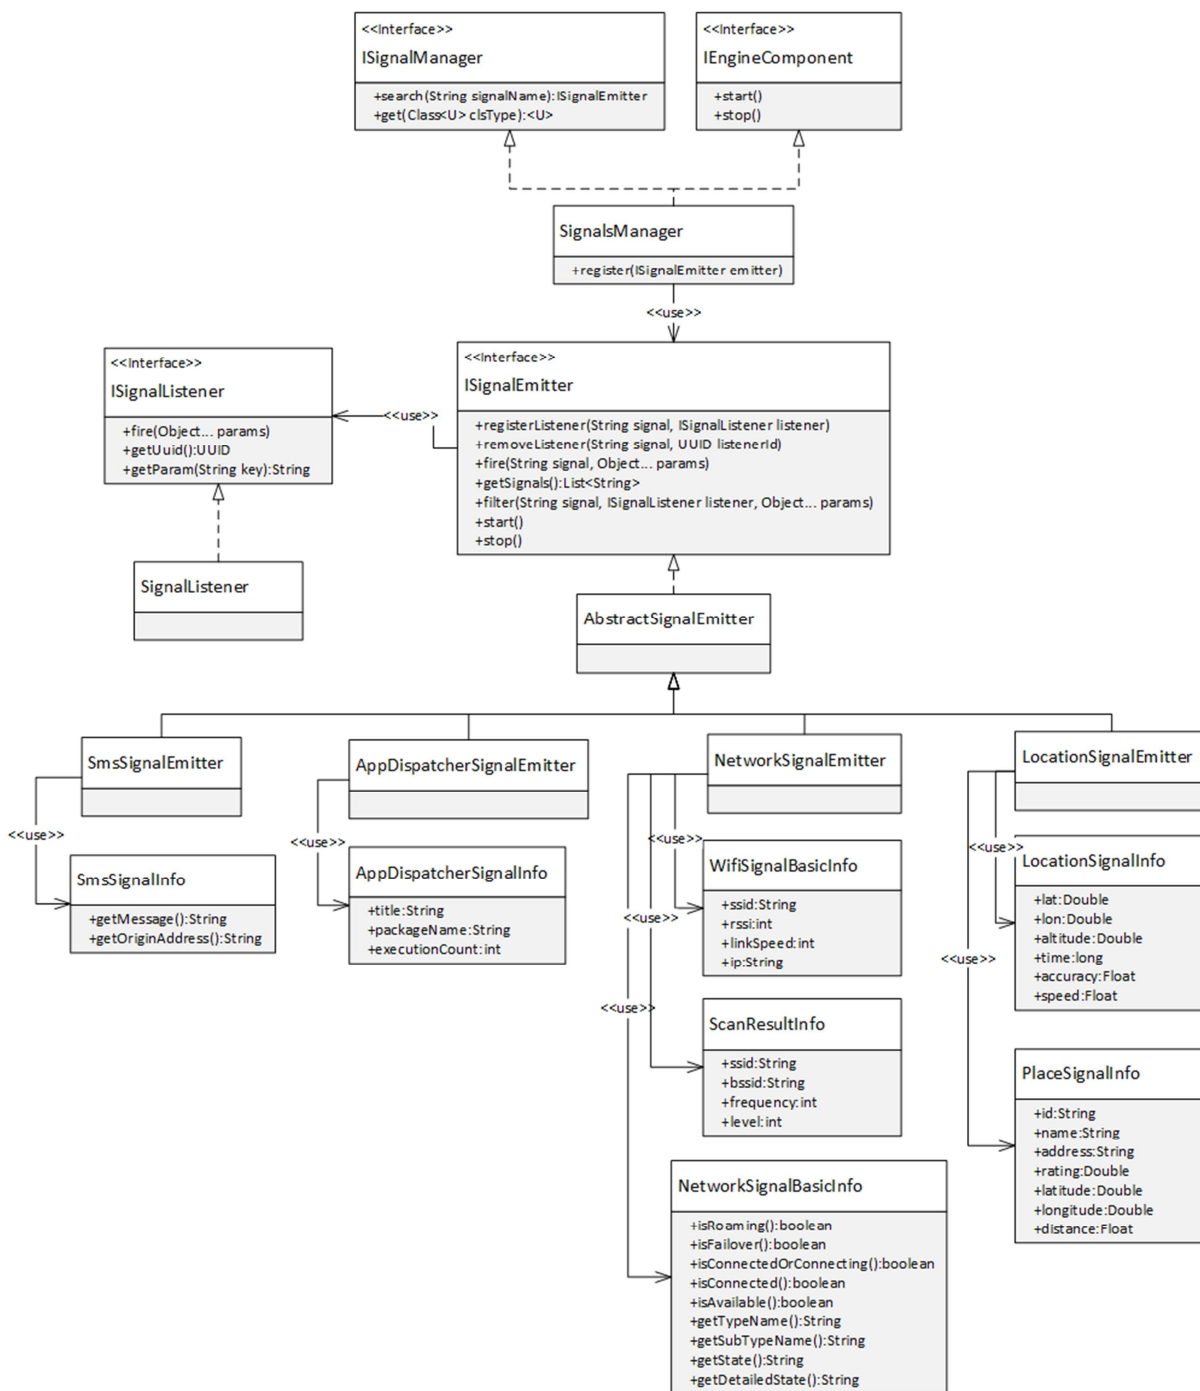 <<Interface>>
ISignalManager
+search(String signalName):ISignalEmitter
+get(Class<U> clsType):<U>
<<Interface>>
IEngineComponent
+start()
+stop()
SignalsManager
+register(ISignalEmitter emitter)
<<use>>
<<Interface>>
ISignalListener
+fire(Object... params)
+getUuid():UUID
+getParam(String key):String
<<use>>
<<Interface>>
ISignalEmitter
+registerListener(String signal, ISignalListener listener)
+removeListener(String signal, UUID listenerId)
+fire(String signal, Object... params)
+getSignals():List<String>
+filter(String signal, ISignalListener listener, Object... params)
+start()
+stop()
SignalListener
AbstractSignalEmitter
SmsSignalEmitter
<<use>>
SmsSignalInfo
+getMessage():String
+getOriginAddress():String
AppDispatcherSignalEmitter
<<use>>
AppDispatcherSignalInfo
+title:String
+packageName:String
+executionCount:int
NetworkSignalEmitter
<<use>>
WifiSignalBasicInfo
+ssid:String
+rssi:int
+linkSpeed:int
+ip:String
<<use>>
ScanResultInfo
+ssid:String
+bssid:String
+frequency:int
+level:int
<<use>>
NetworkSignalBasicInfo
+isRoaming():boolean
+isFailover():boolean
+isConnectedOrConnecting():boolean
+isConnected():boolean
+isAvailable():boolean
+getTypeName():String
+getSubTypeName():String
+getState():String
+getDetailedState():String
LocationSignalEmitter
<<use>>
LocationSignalInfo
+lat:Double
+lon:Double
+altitude:Double
+time:long
+accuracy:Float
+speed:Float
<<use>>
PlaceSignalInfo
+id:String
+name:String
+address:String
+rating:Double
+latitude:Double
+longitude:Double
+distance:Float